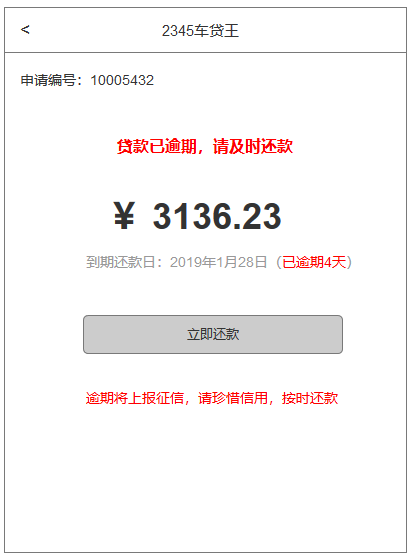 <
2345车贷王
申请编号：10005432
贷款已逾期，请及时还款
¥ 3136.23
到期还款日：2019年1月28日（已逾期4天）
立即还款
逾期将上报征信，请珍惜信用，按时还款